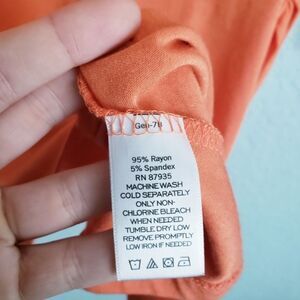 95% Rayon
5% Spandex
RN 87935
MACHINE WASH
COLD SEPARATELY
ONLY NON-
CHLORINE BLEACH
WHEN NEEDED
TUMBLE DRY LOW
REMOVE PROMPTLY
LOW IRON IF NEEDED